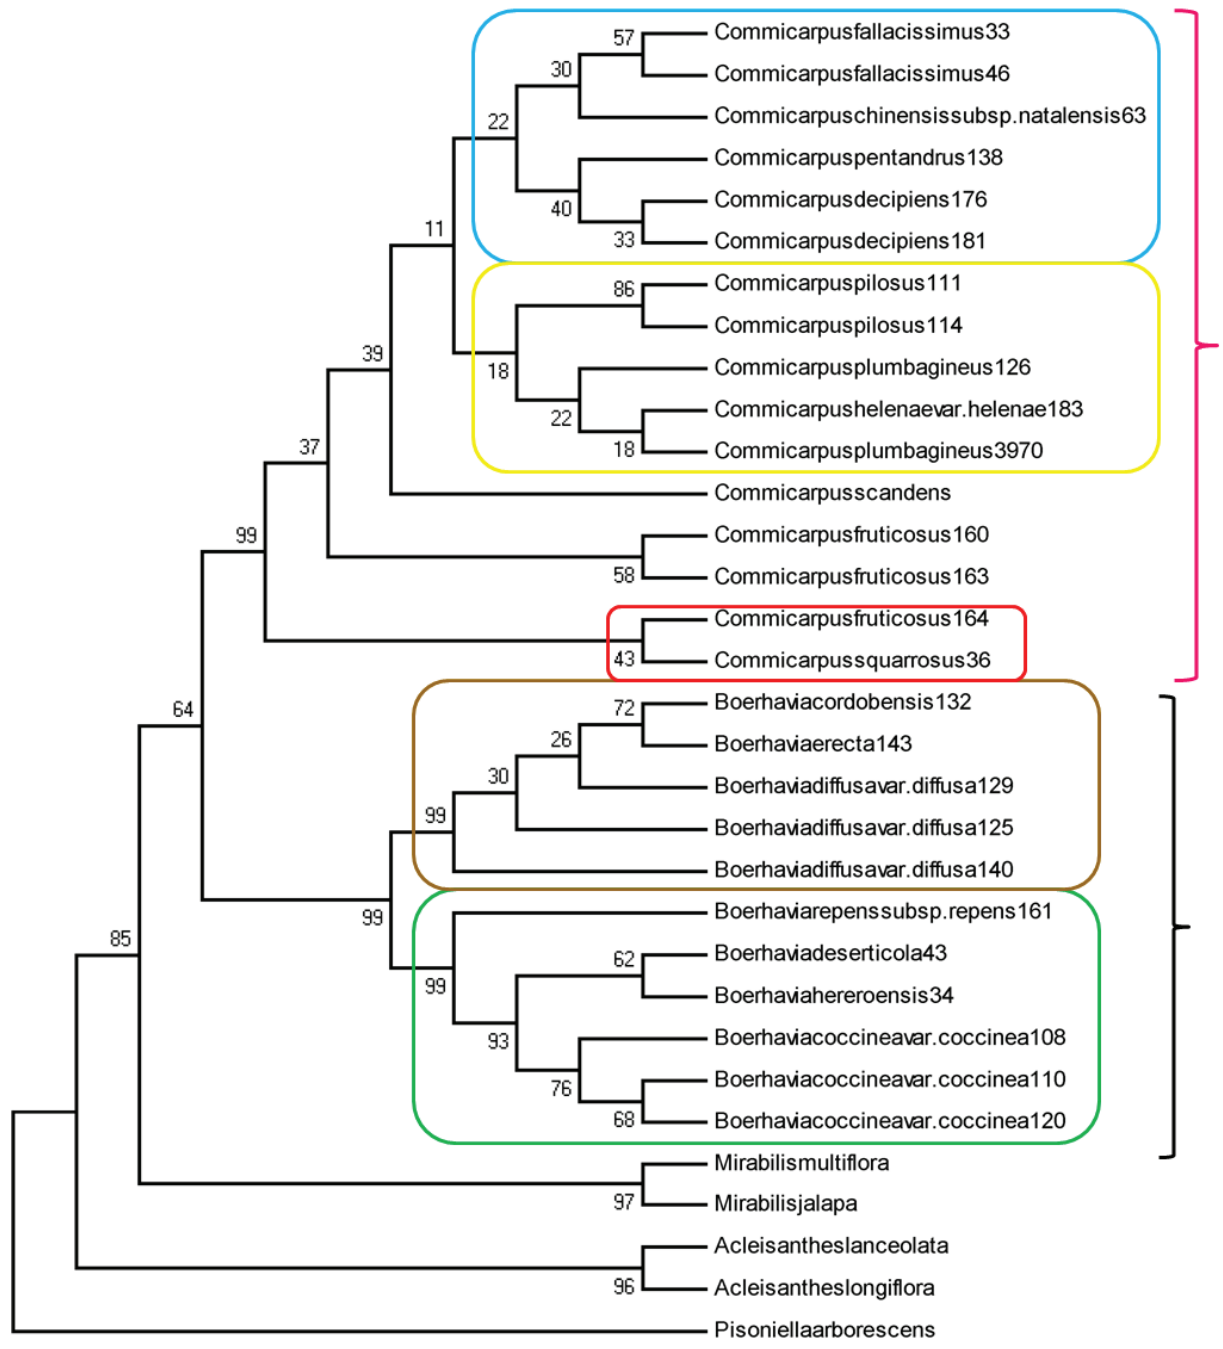 57
Commicarpusfallacissimus33
30
Commicarpusfallacissimus46
22
Commicarpuschinensissubsp.natalensis63
Commicarpuspentandrus138
40
Commicarpusdecipiens176
11
33
Commicarpusdecipiens181
86
Commicarpuspilosus111
Commicarpuspilosus114
39
18
Commicarpusplumbagineus126
22
Commicarpushelenaevar.helenae183
37
18
Commicarpusplumbagineus3970
Commicarpusscandens
99
Commicarpusfruticosus160
58
Commicarpusfruticosus163
Commicarpusfruticosus164
43
Commicarpussquarrosus36
64
72
Boerhaviacordobensis132
26
Boerhaviaerecta143
30
Boerhaviadiffusavar.diffusa129
99
Boerhaviadiffusavar.diffusa125
Boerhaviadiffusavar.diffusa140
99
Boerhaviarepenssubsp.repens161
85
62
Boerhaviadeserticola43
99
Boerhaviahereroensis34
93
Boerhaviacoccineavar.coccinea108
76
Boerhaviacoccineavar.coccinea110
68
Boerhaviacoccineavar.coccinea120
Mirabilismultiflora
97
Mirabilisjalapa
Acleisantheslanceolata
96
Acleisantheslongiflora
Pisoniellaarborescens